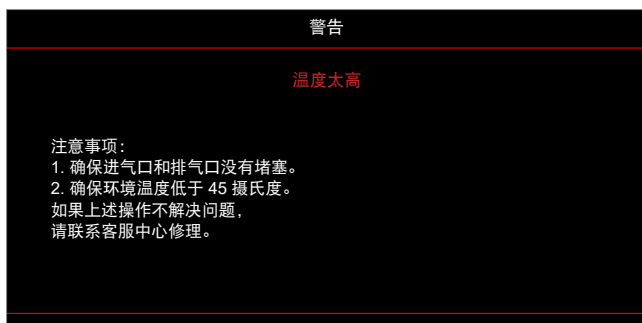 警告
温度太高
注意事项：
1. 确保进气口和排气口没有堵塞。
2. 确保环境温度低于 45 摄氏度。
如果上述操作不解决问题，
请联系客服中心修理。